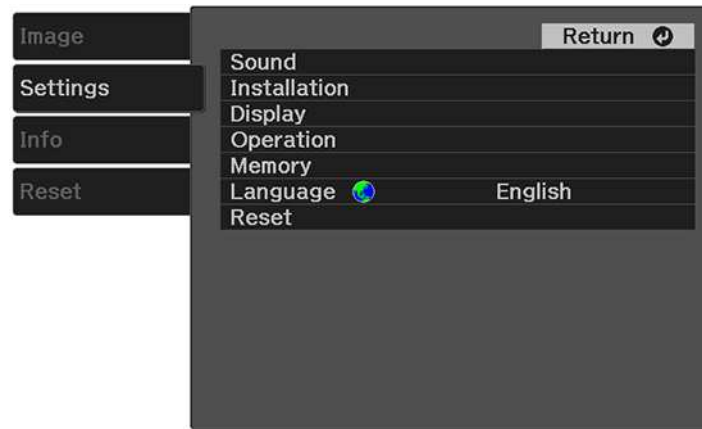 Image
Settings
Info
Reset
Return
Sound
Installation
Display
Operation
Memory
Language English
Reset